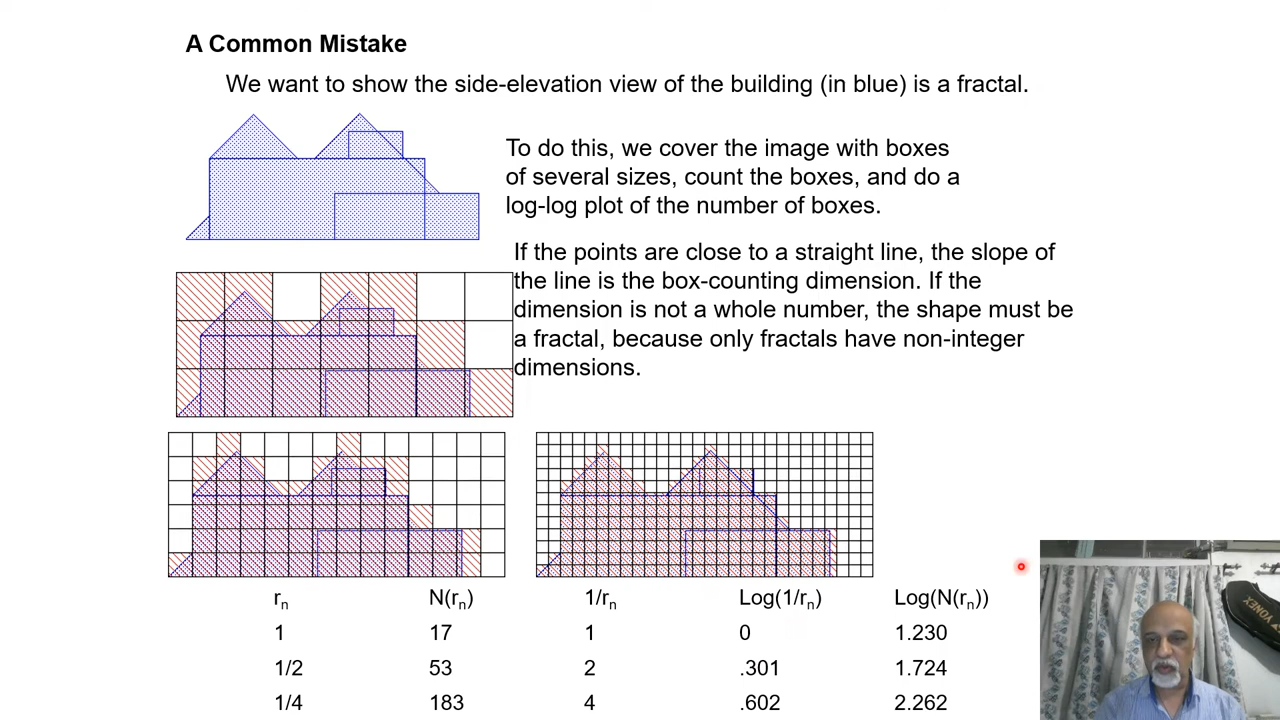 A Common Mistake
We want to show the side-elevation view of the building (in blue) is a fractal.
To do this, we cover the image with boxes
of several sizes, count the boxes, and do a
log-log plot of the number of boxes.
If the points are close to a straight line, the slope of
the line is the box-counting dimension. If the
dimension is not a whole number, the shape must be
a fractal, because only fractals have non-integer
dimensions.
rn N(rn) 1/rn Log(1/rn) Log(N(rn))
1 17 1 0 1.230
1/2 53 2 .301 1.724
1/4 183 4 .602 2.262
YONEX